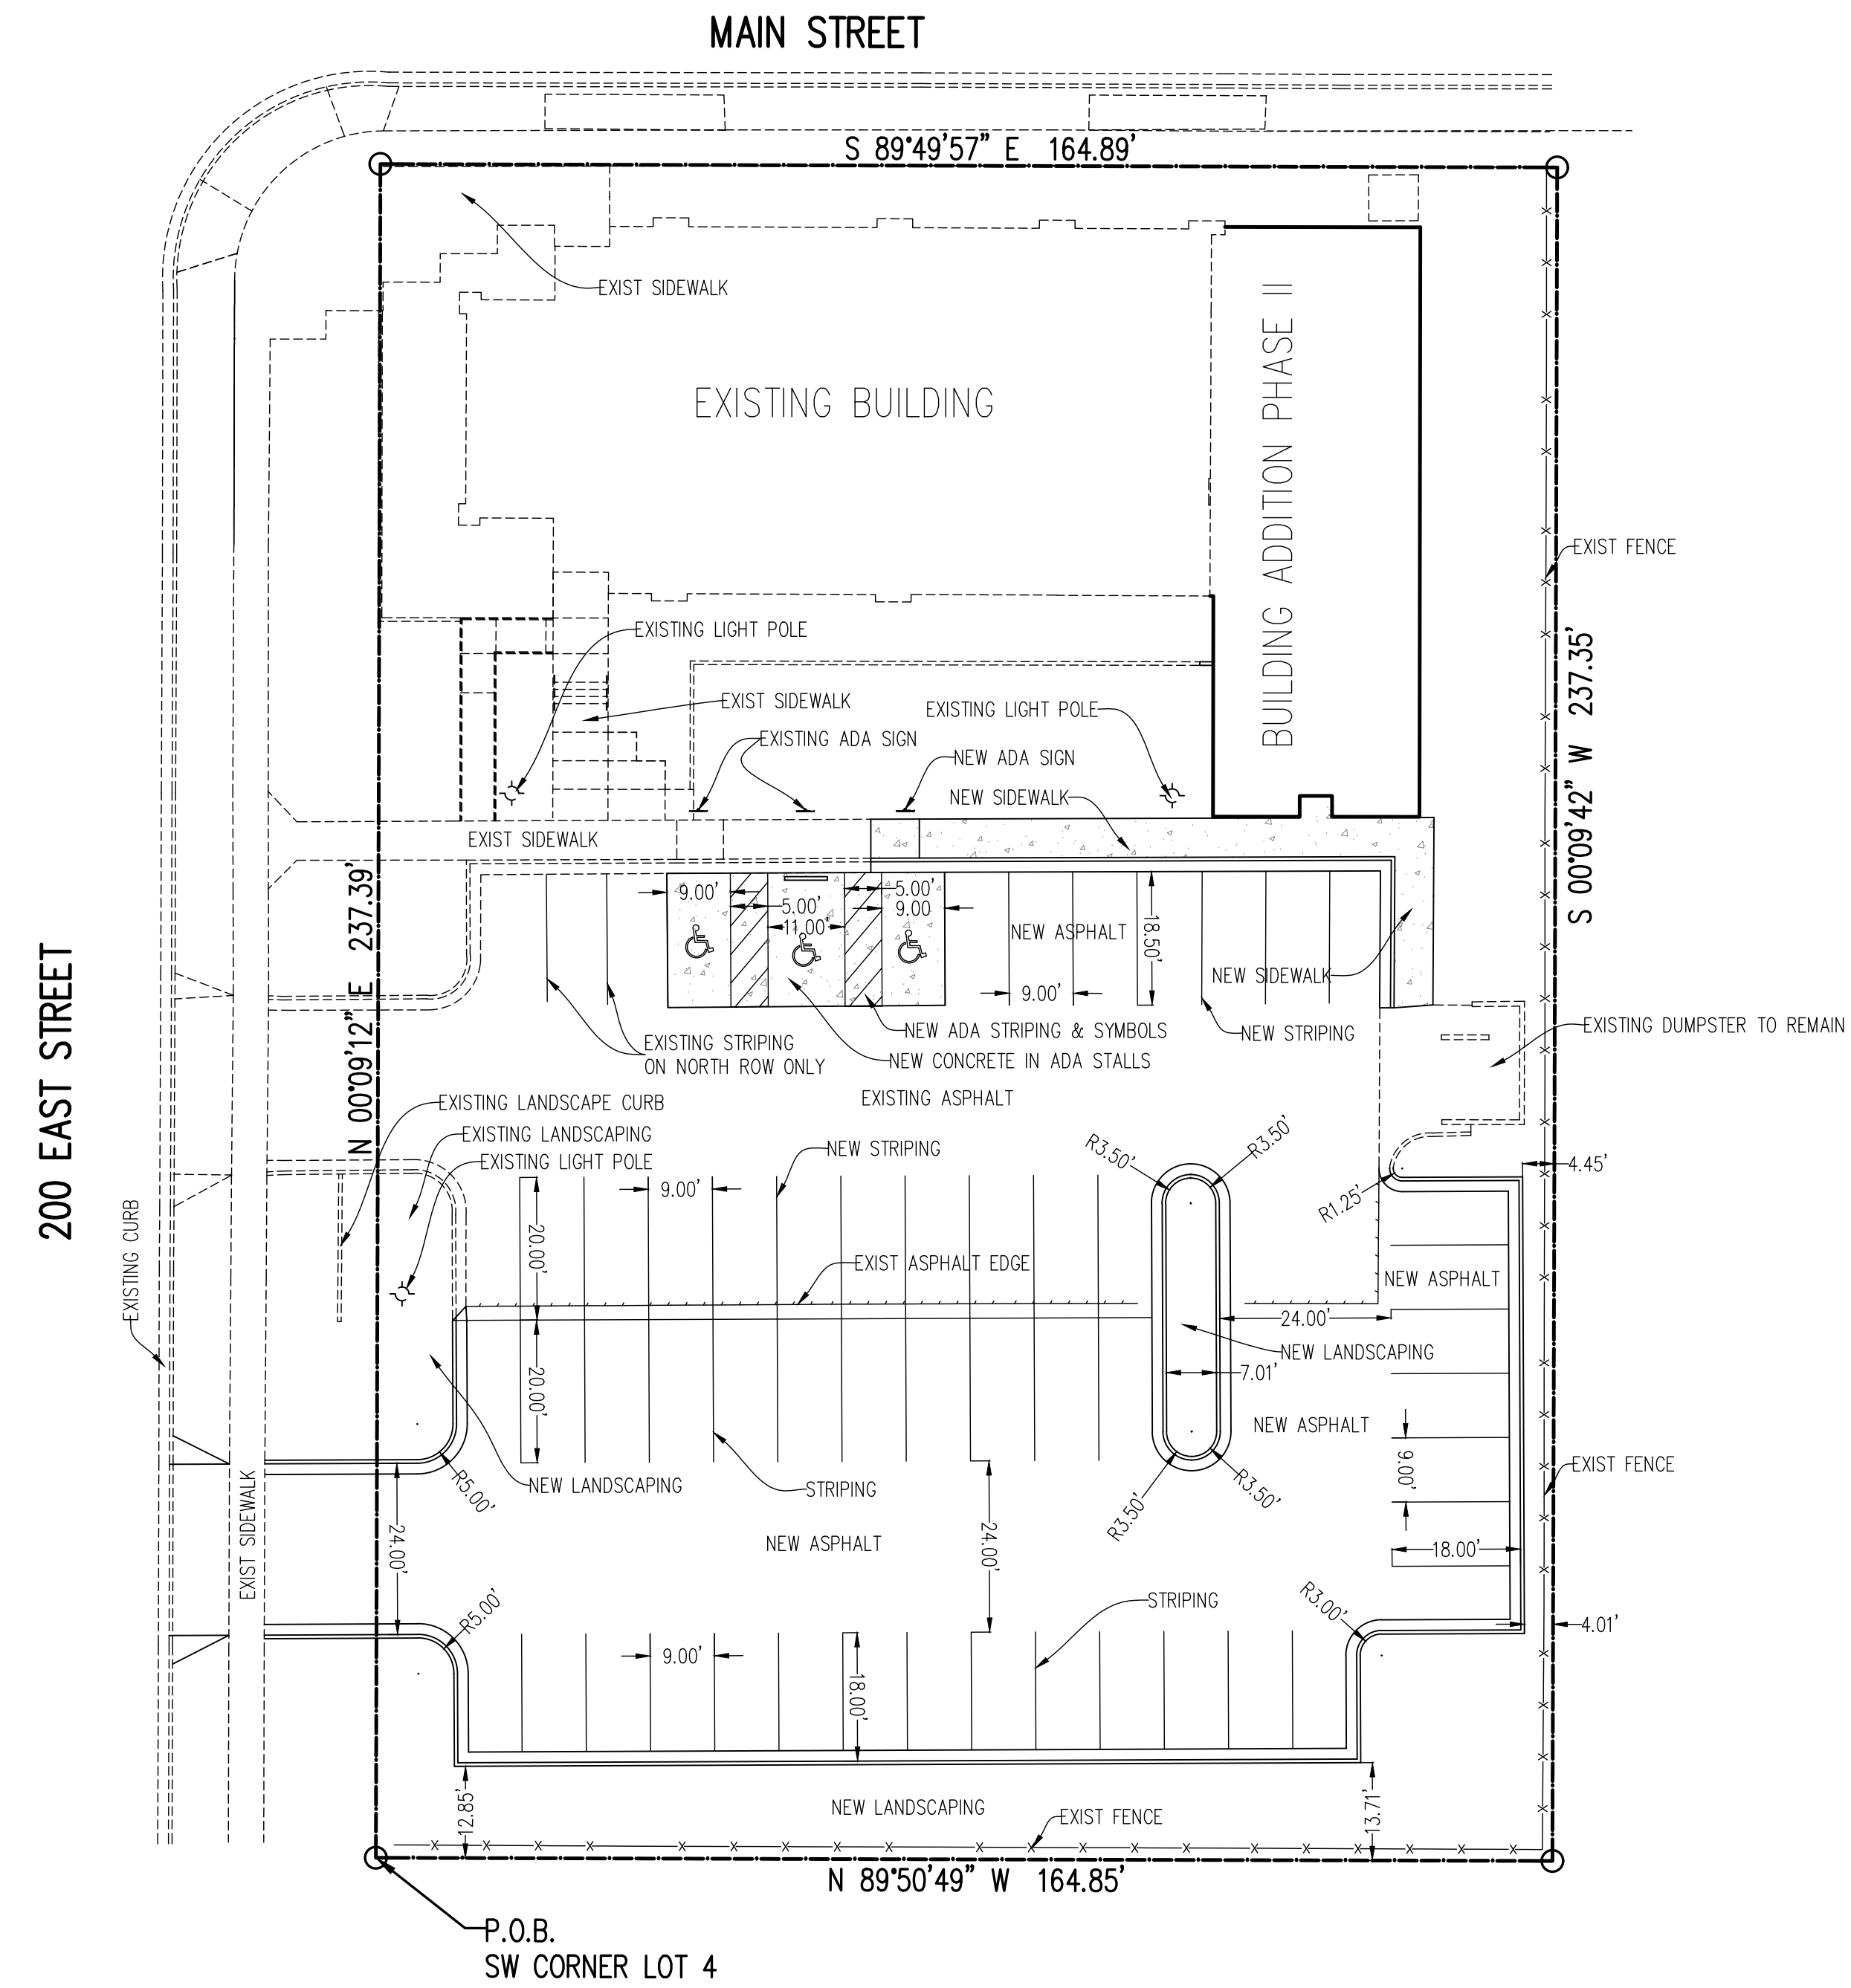 MAIN STREET
S 89°49'57" E 164.89'
EXIST SIDEWALK
EXISTING BUILDING
BUILDING ADDITION PHASE II
EXIST FENCE
EXISTING LIGHT POLE
S 00°09'42" W 237.35'
EXIST SIDEWALK
EXISTING LIGHT POLE
EXISTING ADA SIGN
NEW ADA SIGN
NEW SIDEWALK
EXIST SIDEWALK
N 00°09'12" E 237.39'
9.00'
5.00'
5.00'
9.00
11.00'
NEW ASPHALT
18.50'
NEW SIDEWALK
9.00'
200 EAST STREET
NEW ADA STRIPING & SYMBOLS
NEW STRIPING
EXISTING DUMPSTER TO REMAIN
EXISTING STRIPING
ON NORTH ROW ONLY
NEW CONCRETE IN ADA STALLS
EXISTING ASPHALT
EXISTING LANDSCAPE CURB
EXISTING LANDSCAPING
EXISTING LIGHT POLE
NEW STRIPING
R3.50'
R3.50'
4.45'
9.00'
R1.25'
20.00'
EXISTING CURB
EXIST ASPHALT EDGE
NEW ASPHALT
24.00'
NEW LANDSCAPING
20.00'
7.01'
NEW ASPHALT
9.00'
EXIST FENCE
R5.00'
NEW LANDSCAPING
STRIPING
R3.50'
R3.50'
EXIST SIDEWALK
24.00'
NEW ASPHALT
24.00'
18.00'
R5.00'
STRIPING
R3.00'
4.01'
9.00'
18.00'
12.85'
NEW LANDSCAPING
EXIST FENCE
13.71'
N 89°50'49" W 164.85'
P.O.B.
SW CORNER LOT 4